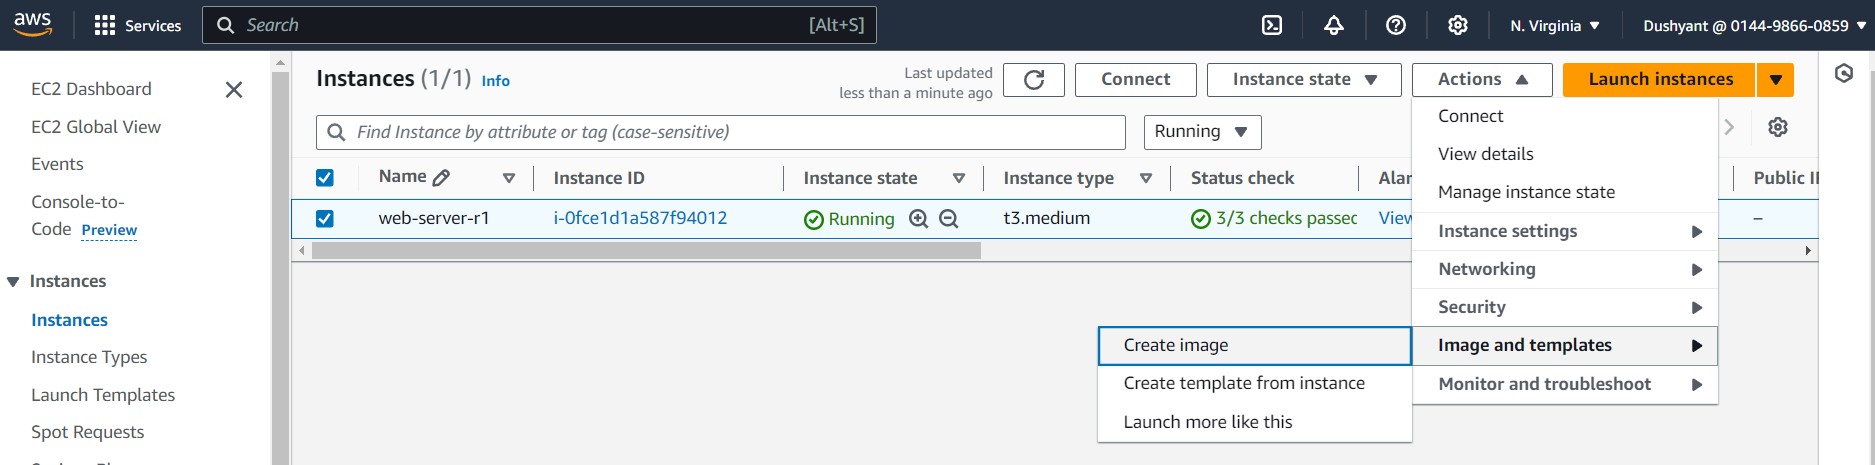 aws
Services
Search [Alt+S]
N. Virginia
Dushyant @ 0144-9866-0859
EC2 Dashboard
EC2 Global View
Events
Console-to-
Code Preview
Instances
Instances
Instance Types
Launch Templates
Spot Requests
Instances (1/1) Info
Last updated
less than a minute ago
Connect
Instance state
Actions
Launch instances
Find Instance by attribute or tag (case-sensitive)
Running
Name Instance ID Instance state Instance type Status check Alar Public I
web-server-r1 i-0fce1d1a587f94012 Running t3.medium 3/3 checks passec View –
Connect
View details
Manage instance state
Instance settings
Networking
Security
Image and templates
Monitor and troubleshoot
Create image
Create template from instance
Launch more like this